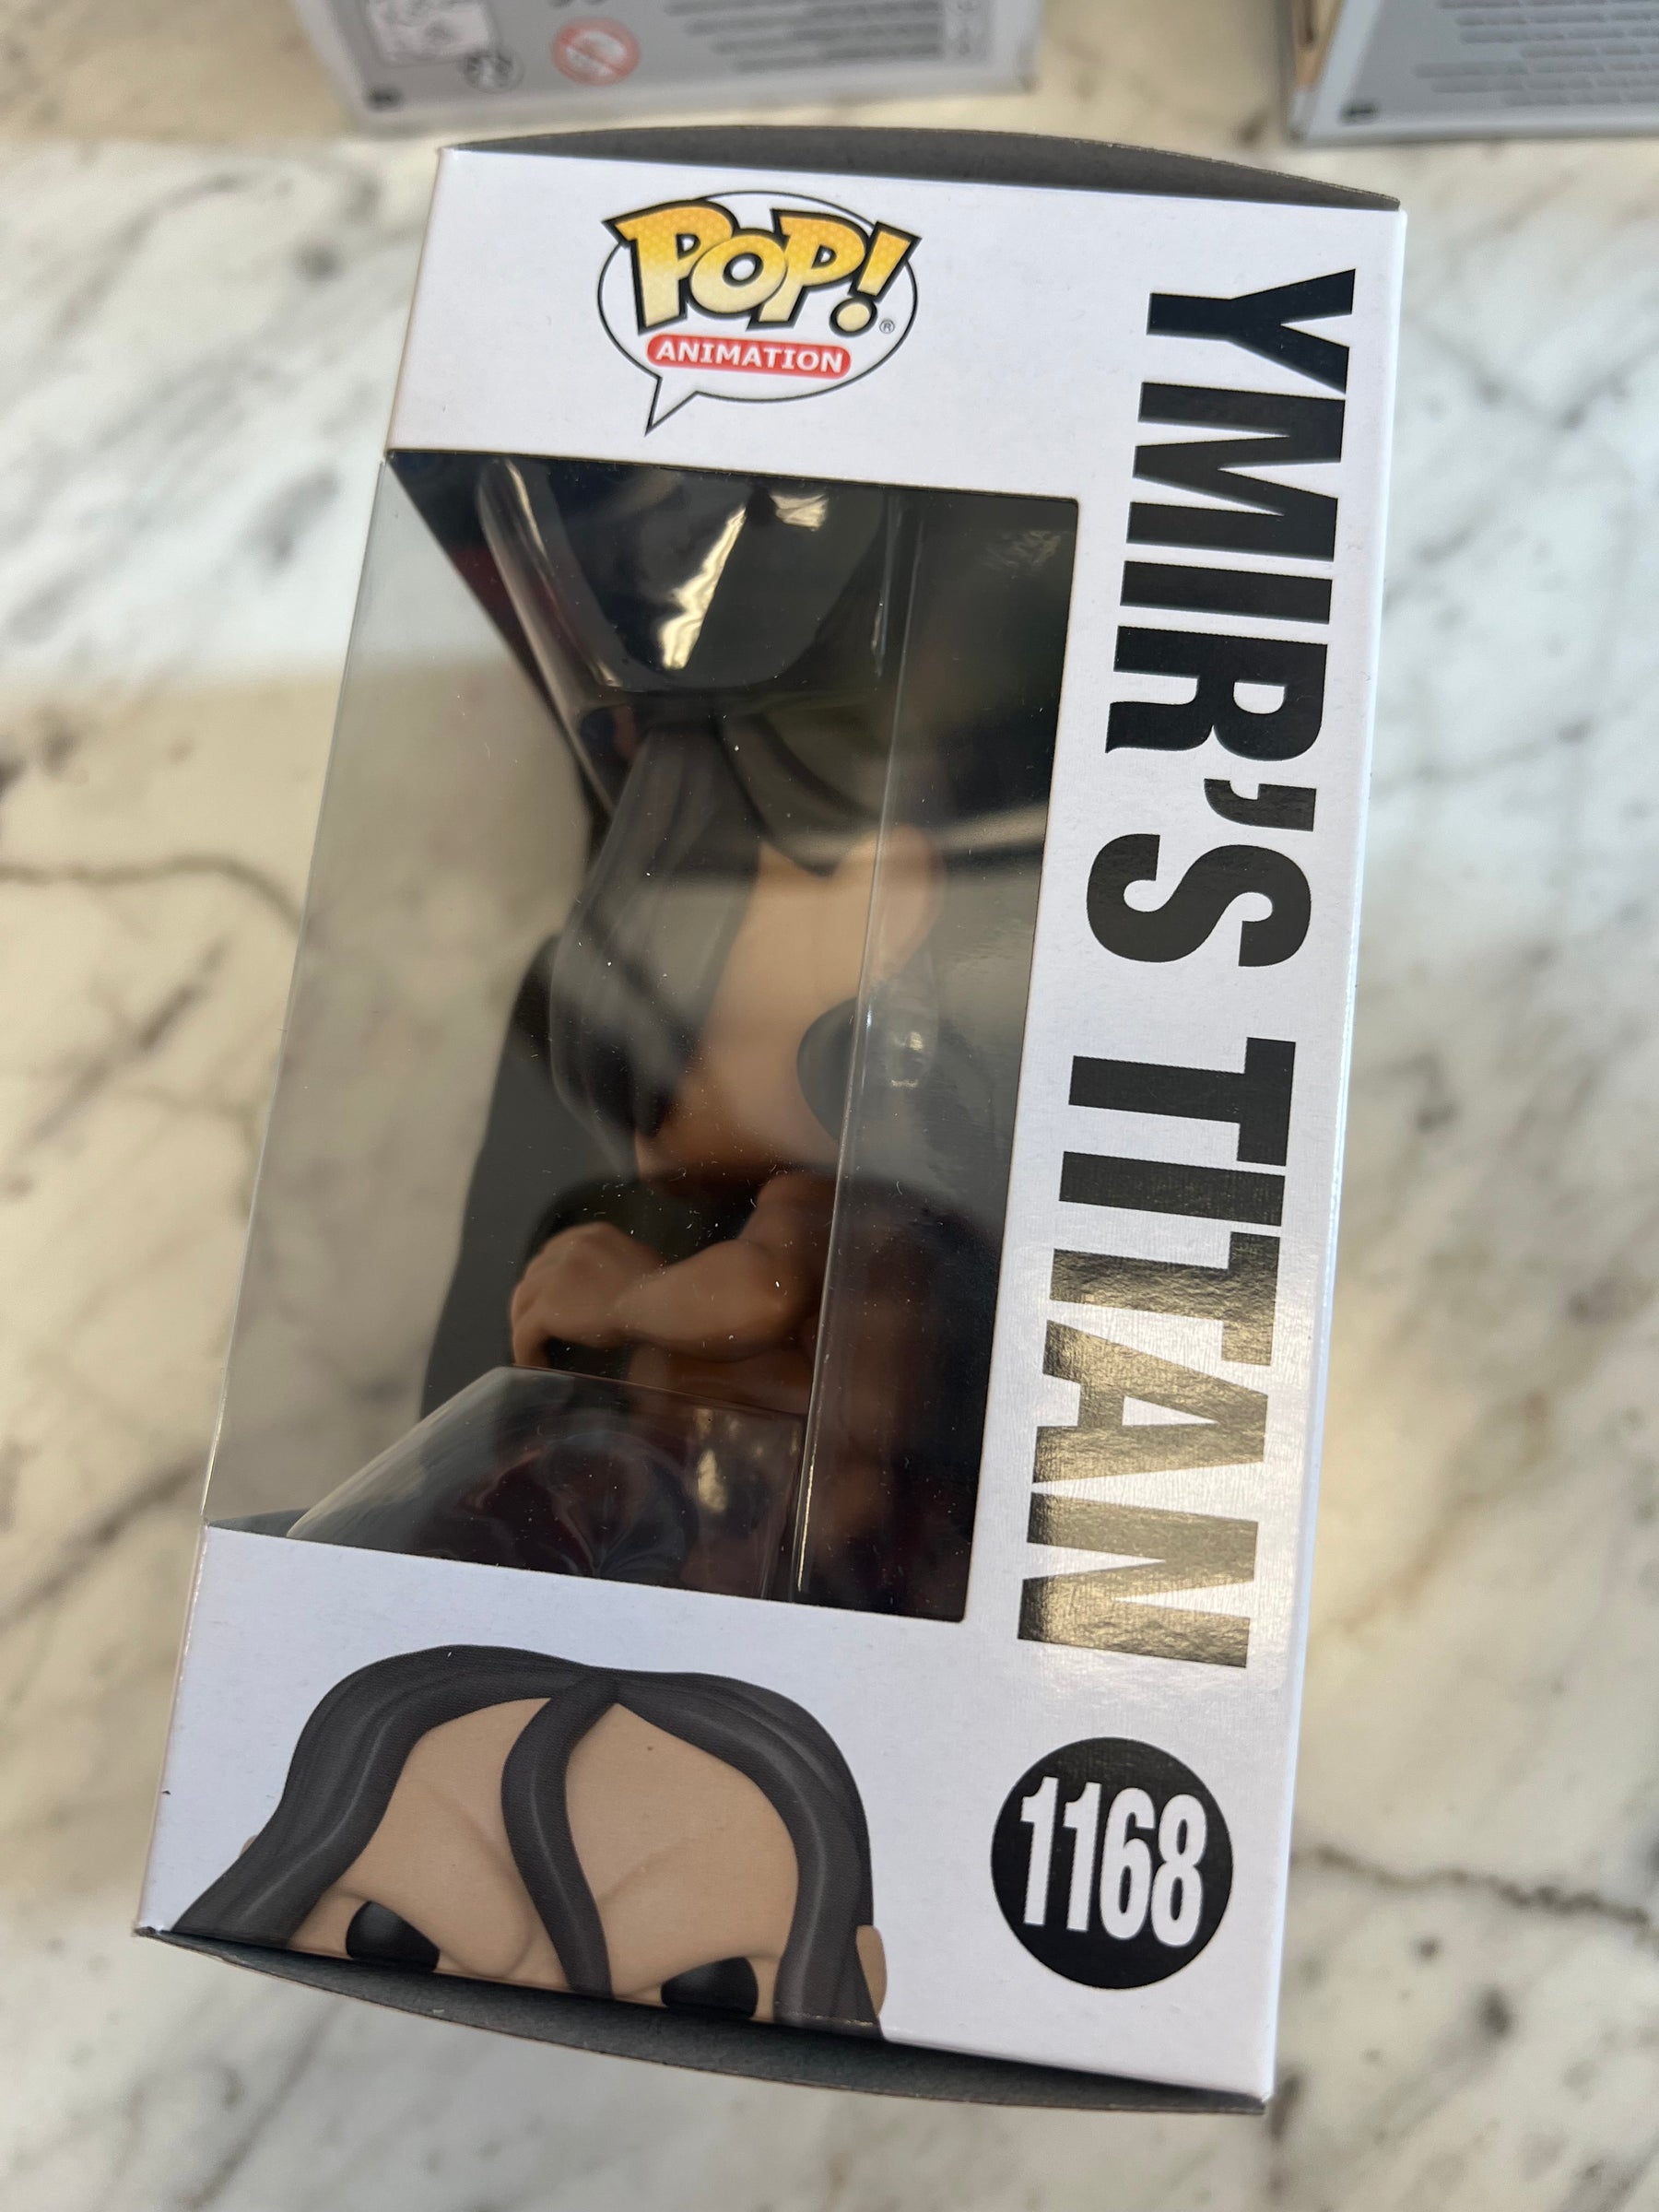 POP!
®
ANIMATION
YMIR'S TITAN
1168